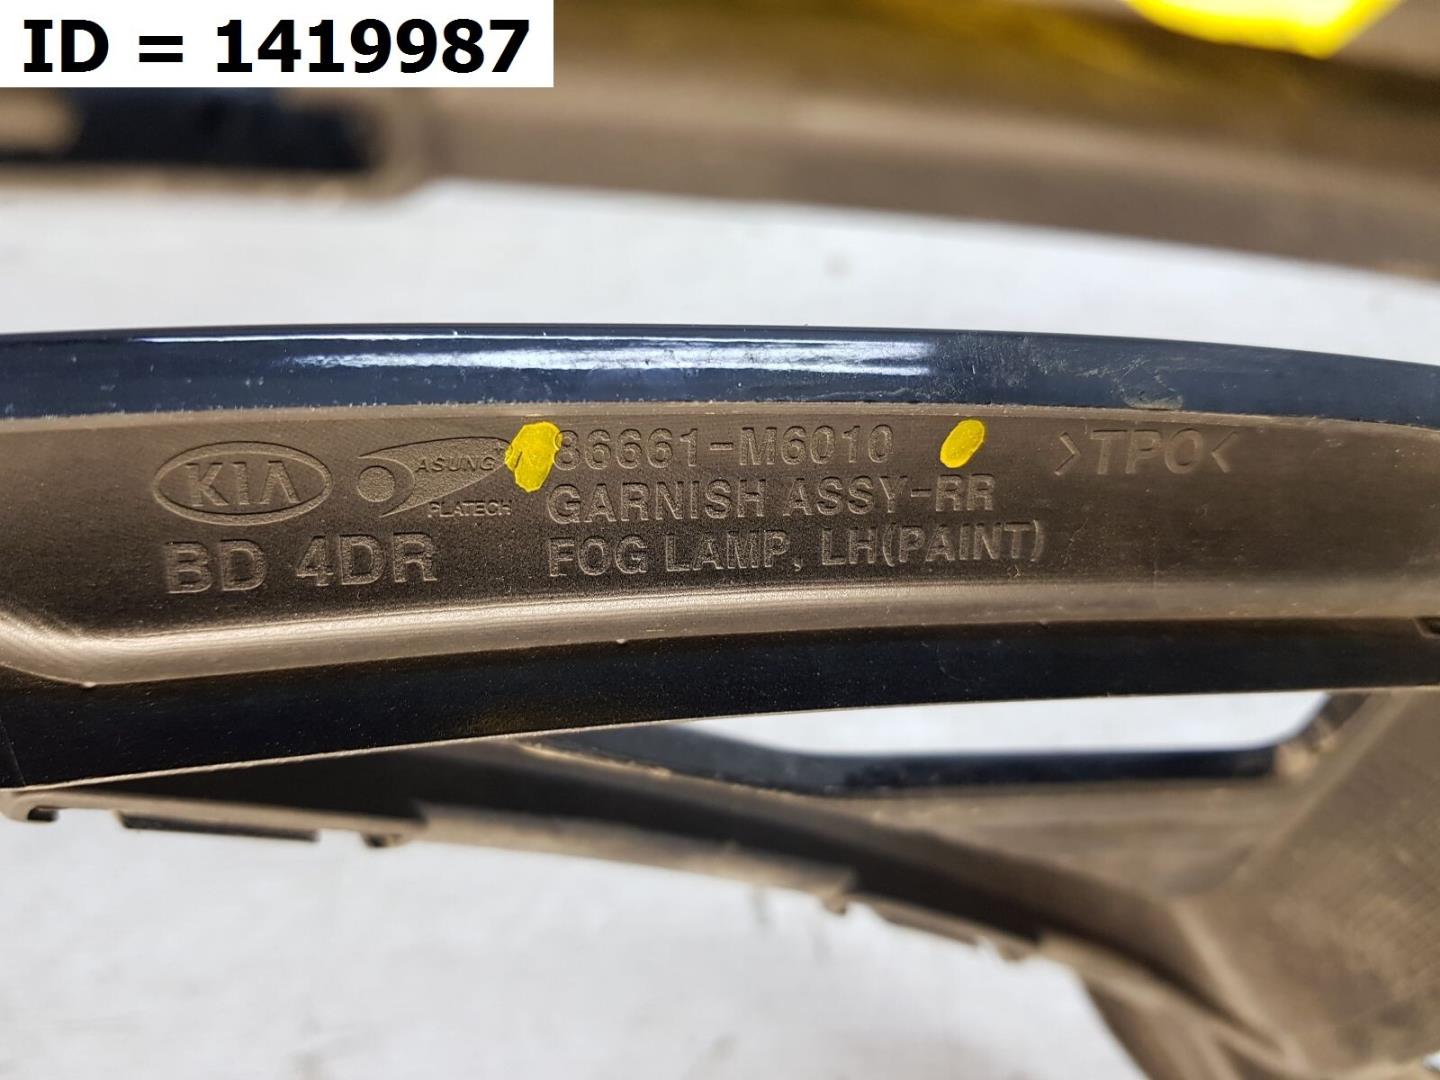 ID = 1419987
KIA
ASUNG
PLATECH
BD 4DR
86661-M6010
GARNISH ASSY-RR
FOG LAMP, LH(PAINT)
>TPO<